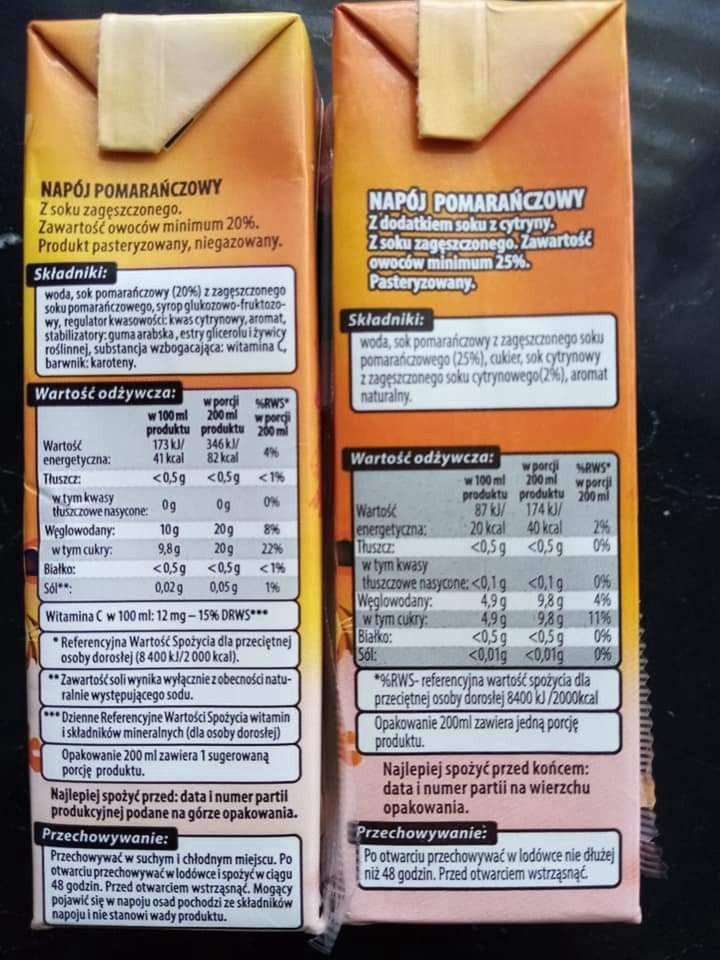 NAPÓJ POMARAŃCZOWY
Z soku zagęszczonego.
Zawartość owoców minimum 20%.
Produkt pasteryzowany, niegazowany.
Składniki:
woda, sok pomarańczowy (20%) z zagęszczonego
soku pomarańczowego, syrop glukozowo-fruktozo-
wy, regulator kwasowości: kwas cytrynowy, aromat,
stabilizatory: guma arabska, estry glicerolu i żywicy
roślinnej, substancja wzbogacająca: witamina C,
barwnik: karoteny.
Wartość odżywcza:
w 100 ml produktu w porcji 200 ml produktu %RWS* w porcji 200 ml
Wartość energetyczna: 173 kJ/ 41 kcal 346 kJ/ 82 kcal 4%
Tłuszcz: <0,5 g <0,5 g <1%
w tym kwasy tłuszczowe nasycone: 0 g 0 g 0%
Węglowodany: 10 g 20 g 8%
w tym cukry: 9,8 g 20 g 22%
Białko: <0,5 g <0,5 g <1%
Sól**: 0,02 g 0,05 g 1%
Witamina C w 100 ml: 12 mg – 15% DRWS***
* Referencyjna Wartość Spożycia dla przeciętnej
osoby dorosłej (8 400 kJ/2 000 kcal).
** Zawartość soli wynika wyłącznie z obecności natu-
ralnie występującego sodu.
*** Dzienne Referencyjne Wartości Spożycia witamin
i składników mineralnych (dla osoby dorosłej)
Opakowanie 200 ml zawiera 1 sugerowaną
porcję produktu.
Najlepiej spożyć przed: data i numer partii
produkcyjnej podane na górze opakowania.
Przechowywanie:
Przechowywać w suchym i chłodnym miejscu. Po
otwarciu przechowywać w lodówce i spożyć w ciągu
48 godzin. Przed otwarciem wstrząsnąć. Mogący
pojawić się w napoju osad pochodzi ze składników
napoju i nie stanowi wady produktu.
NAPÓJ POMARAŃCZOWY
Z dodatkiem soku z cytryny.
Z soku zagęszczonego. Zawartość
owoców minimum 25%.
Pasteryzowany.
Składniki:
woda, sok pomarańczowy z zagęszczonego soku
pomarańczowego (25%), cukier, sok cytrynowy
z zagęszczonego soku cytrynowego(2%), aromat
naturalny.
Wartość odżywcza:
w 100 ml produktu w porcji 200 ml produktu %RWS* w porcji 200 ml
Wartość energetyczna: 87 kJ/ 20 kcal 174 kJ/ 40 kcal 2%
Tłuszcz: <0,5 g <0,5 g 0%
w tym kwasy tłuszczowe nasycone: <0,1 g <0,1 g 0%
Węglowodany: 4,9 g 9,8 g 4%
w tym cukry: 4,9 g 9,8 g 11%
Białko: <0,5 g <0,5 g 0%
Sól: <0,01g <0,01g 0%
*%RWS- referencyjna wartość spożycia dla
przeciętnej osoby dorosłej 8400 kJ /2000kcal
Opakowanie 200ml zawiera jedną porcję
produktu.
Najlepiej spożyć przed końcem:
data i numer partii na wierzchu
opakowania.
Przechowywanie:
Po otwarciu przechowywać w lodówce nie dłużej
niż 48 godzin. Przed otwarciem wstrząsnąć.